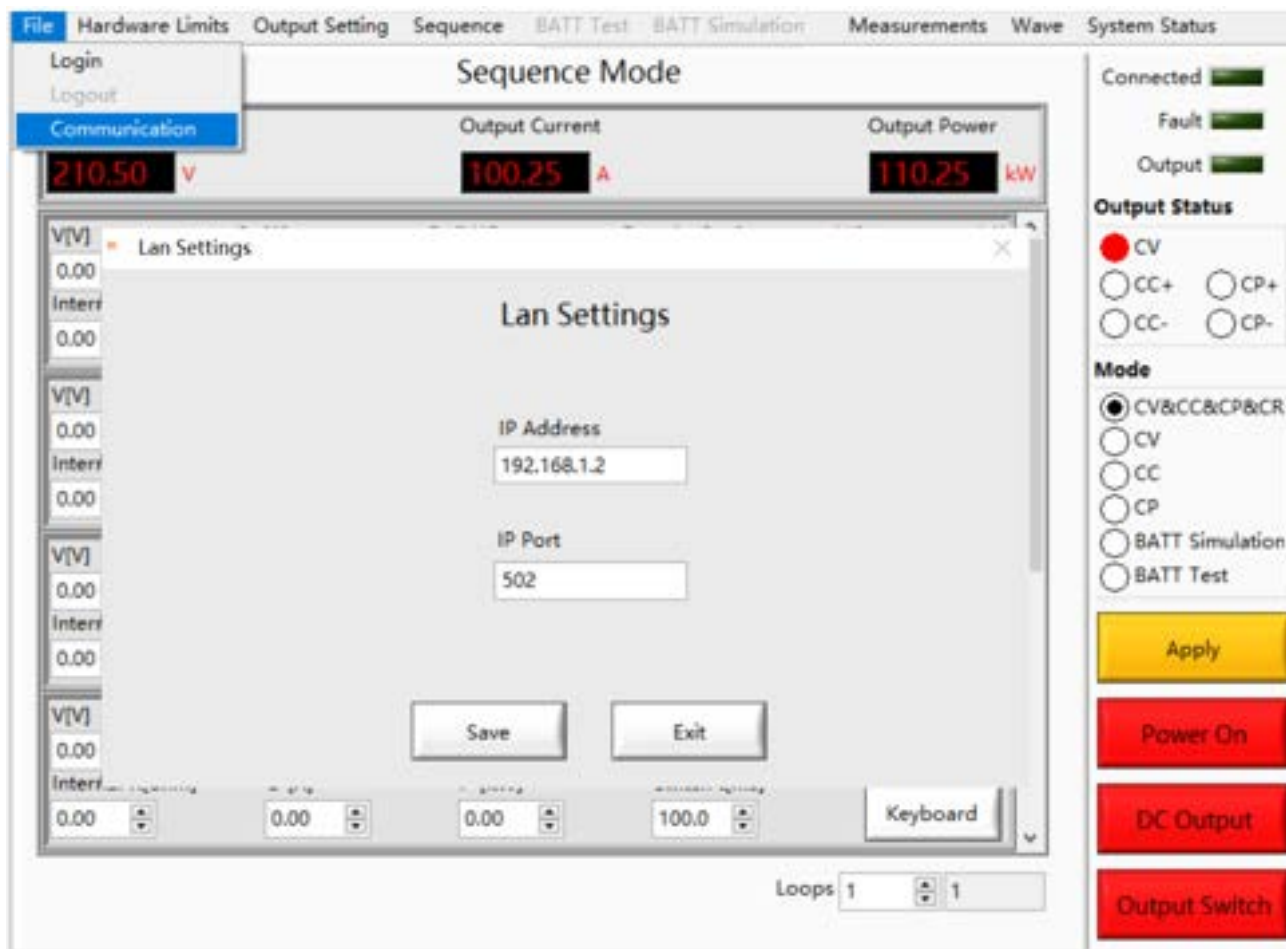 File Hardware Limits Output Setting Sequence BATT Test BATT Simulation Measurements Wave System Status
Login
Logout
Communication
Sequence Mode
Output Current Output Power
210.50 V 100.25 A 110.25 kW
Connected
Fault
Output
Output Status
CV
CC+ CP+
CC- CP-
Mode
CV&CC&CP&CR
CV
CC
CP
BATT Simulation
BATT Test
Apply
Power On
DC Output
Output Switch
V[V]
0.00
Intern
0.00
V[V]
0.00
Intern
0.00
V[V]
0.00
Intern
0.00
V[V]
0.00
Lan Settings
Lan Settings
IP Address
192.168.1.2
IP Port
502
Save Exit
0.00 0.00 0.00 100.0 Keyboard
Loops 1 1